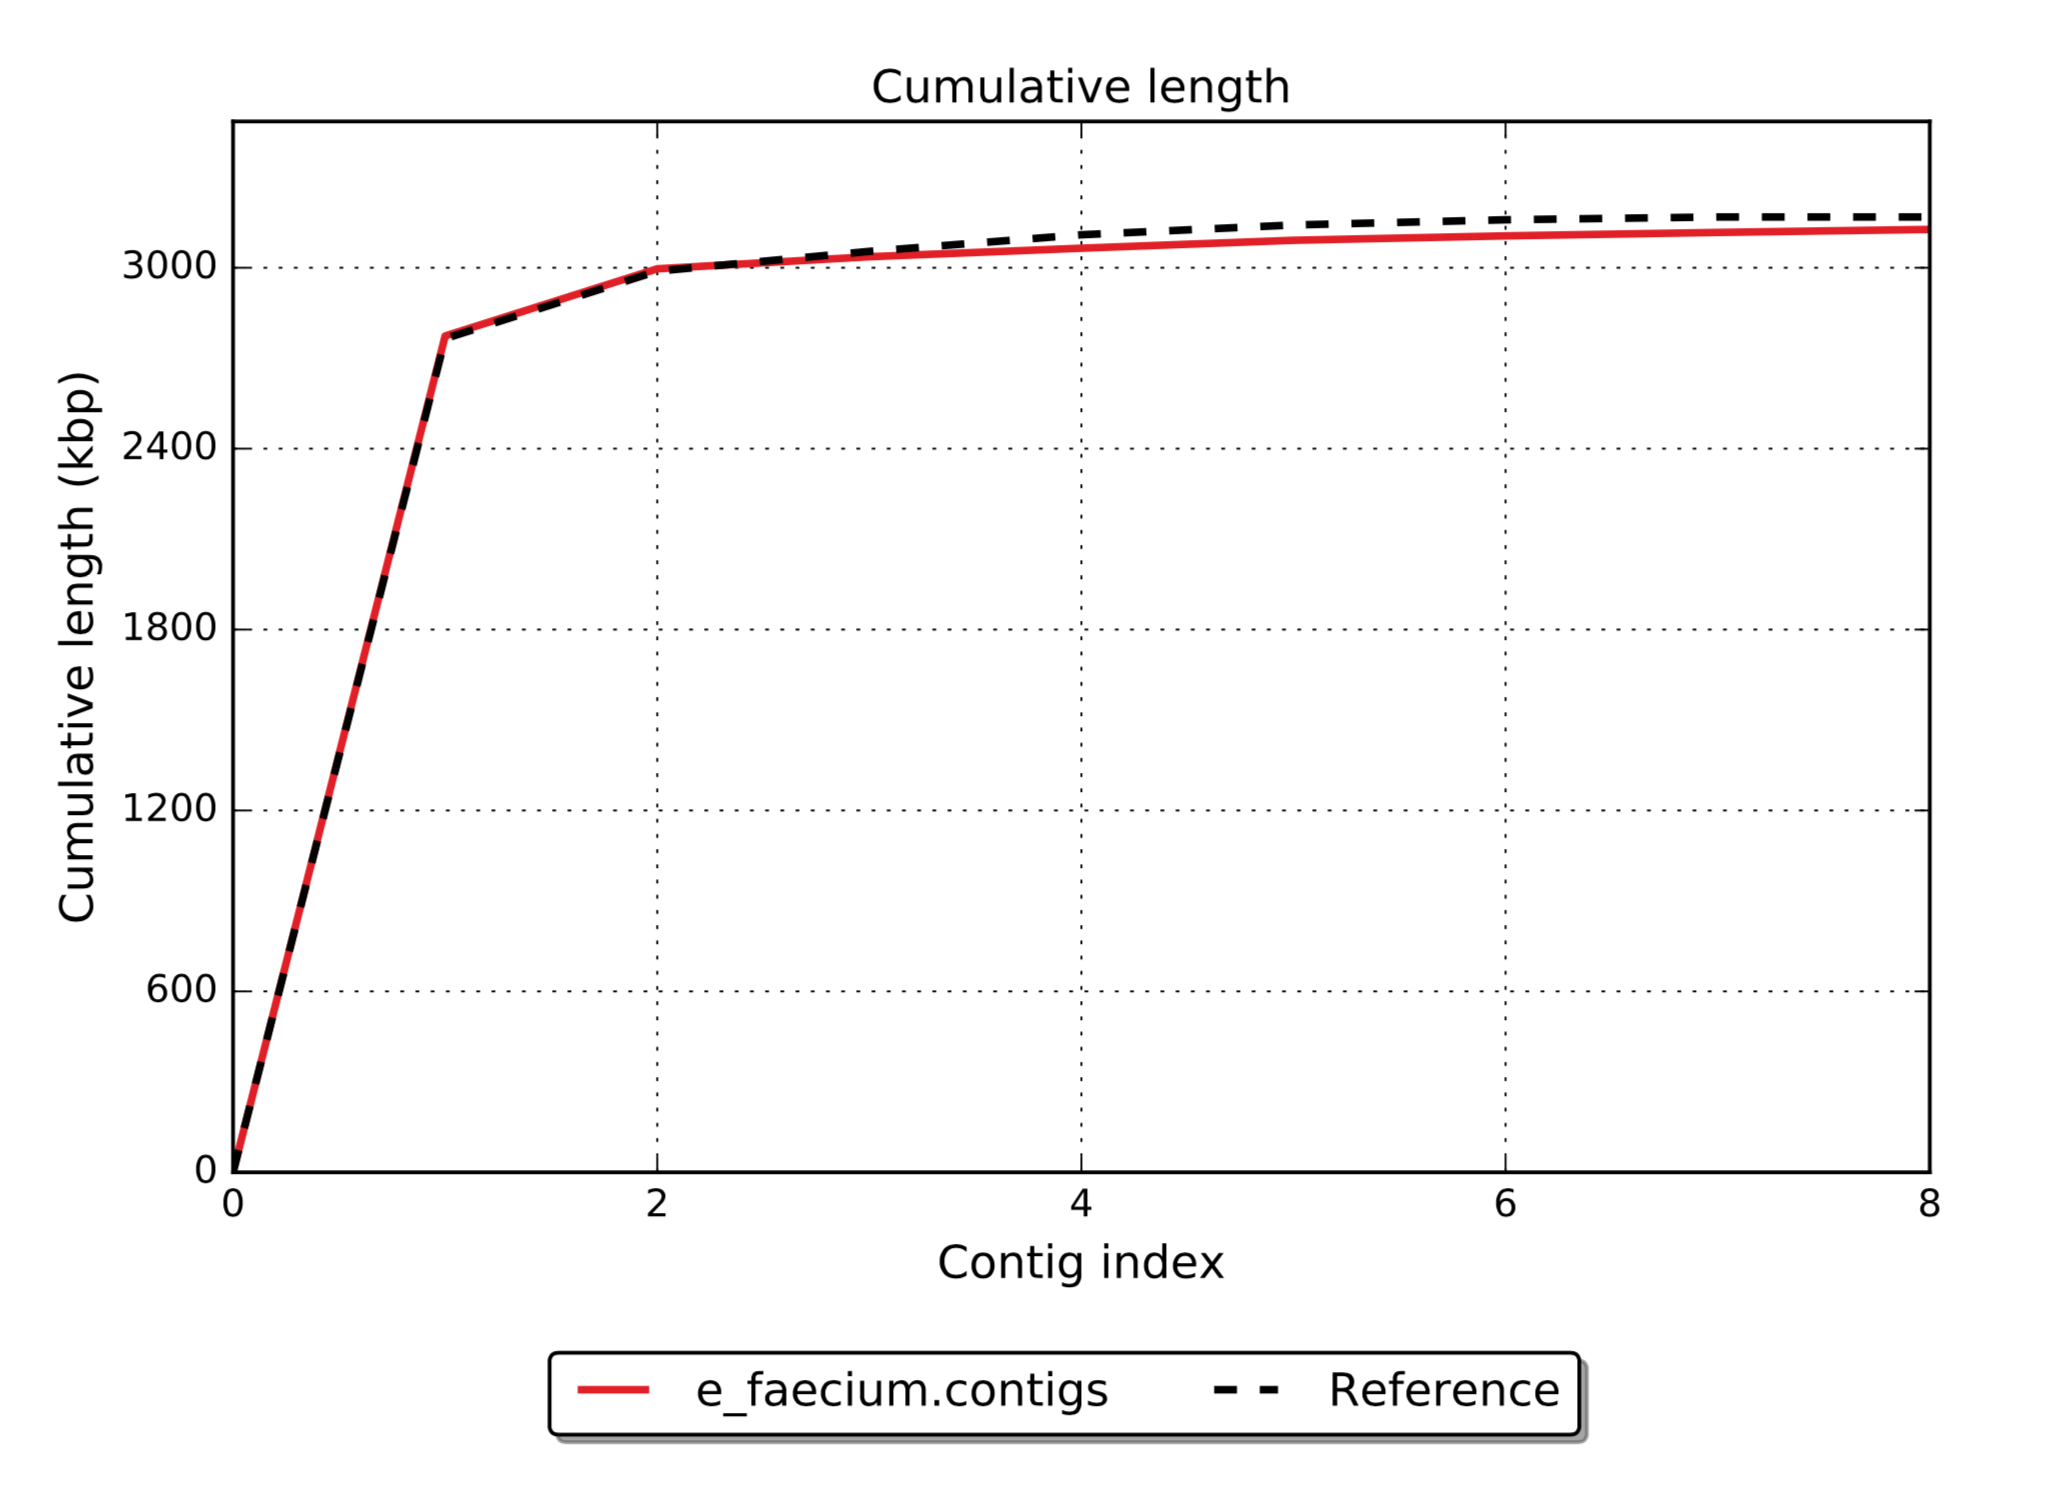 Cumulative length
Cumulative length (kbp)
3000
2400
1800
1200
600
0
0 2 4 6 8
Contig index
e_faecium.contigs Reference